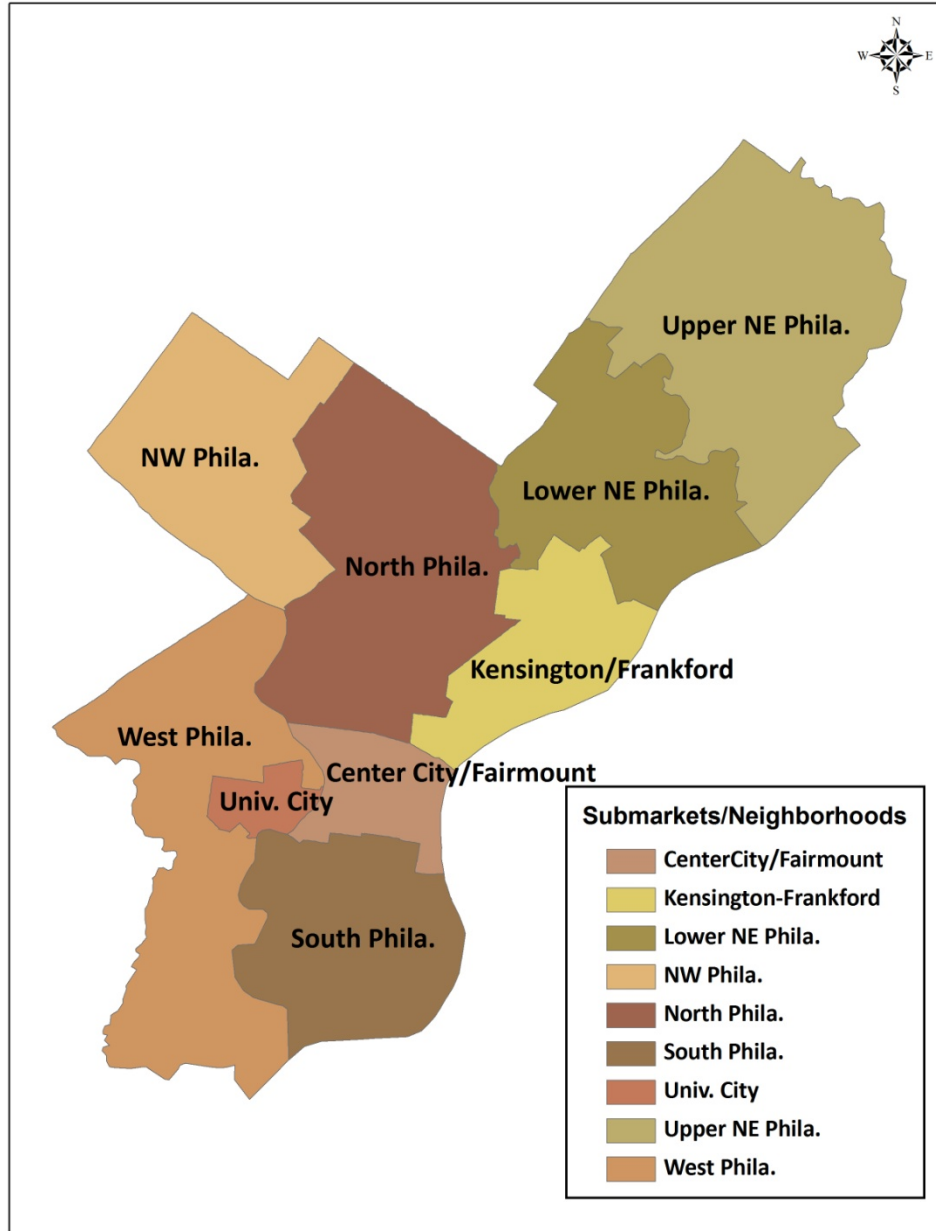 N
W E
S
Upper NE Phila.
NW Phila.
Lower NE Phila.
North Phila.
Kensington/Frankford
West Phila.
Center City/Fairmount
Univ. City
South Phila.
Submarkets/Neighborhoods
CenterCity/Fairmount
Kensington-Frankford
Lower NE Phila.
NW Phila.
North Phila.
South Phila.
Univ. City
Upper NE Phila.
West Phila.